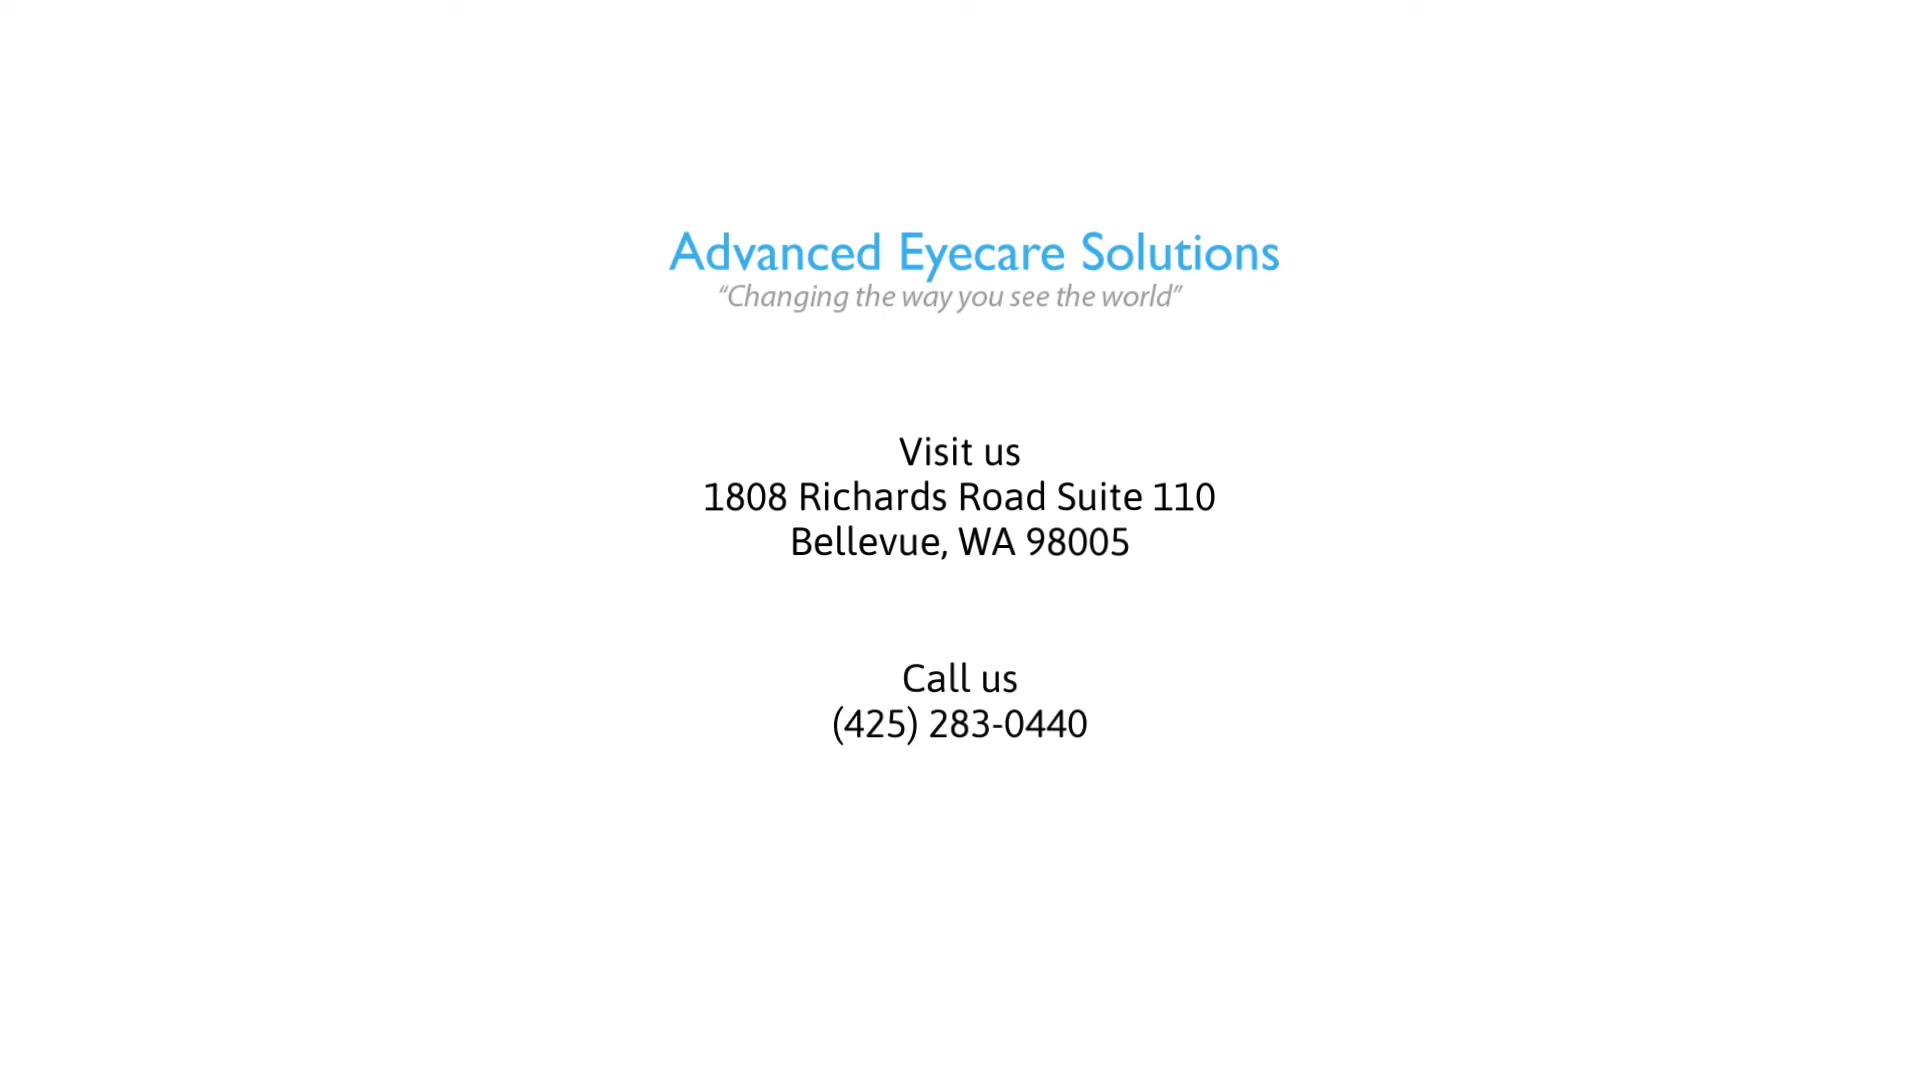 Advanced Eyecare Solutions
“Changing the way you see the world”
Visit us
1808 Richards Road Suite 110
Bellevue, WA 98005
Call us
(425) 283-0440